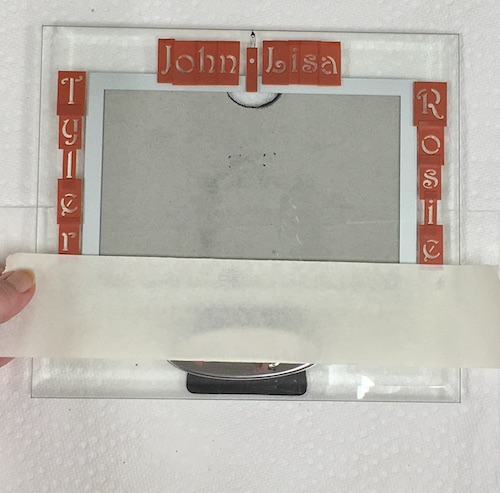 John Lisa
Tyler
Rosie